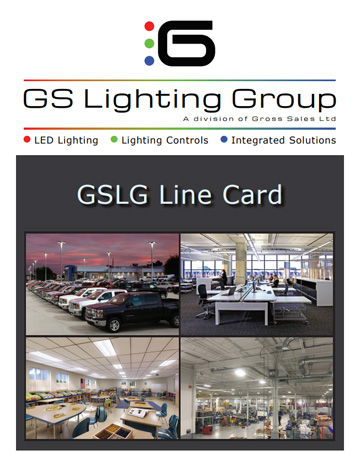 G
GS Lighting Group
A division of Gross Sales Ltd
LED Lighting Lighting Controls Integrated Solutions
GSLG Line Card